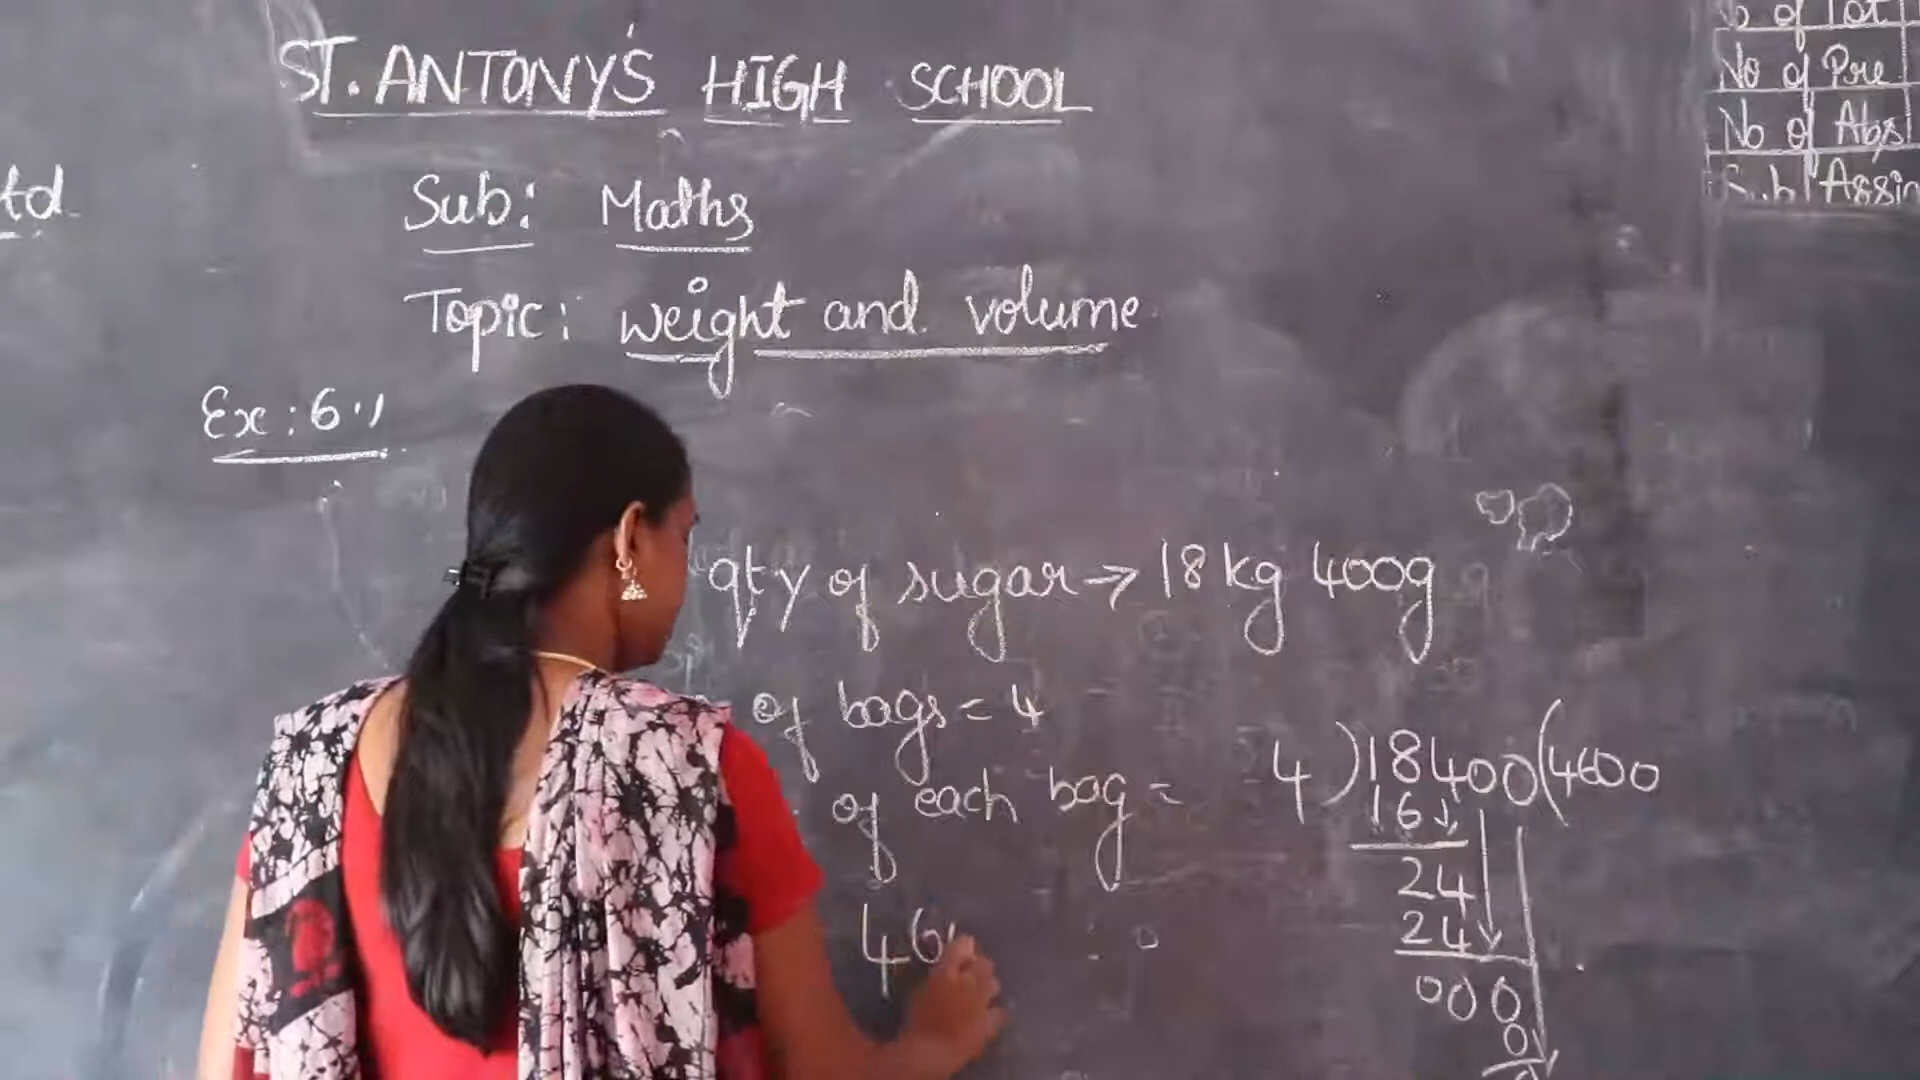 ST. ANTONY'S HIGH SCHOOL
Sub: Maths
Topic: weight and volume
Ex: 6.1
qty of sugar → 18 kg 400g
of bags = 4
of each bag =
4)18400(4600
16
24
24
000
0
46
td
No of Pre
No of Abs